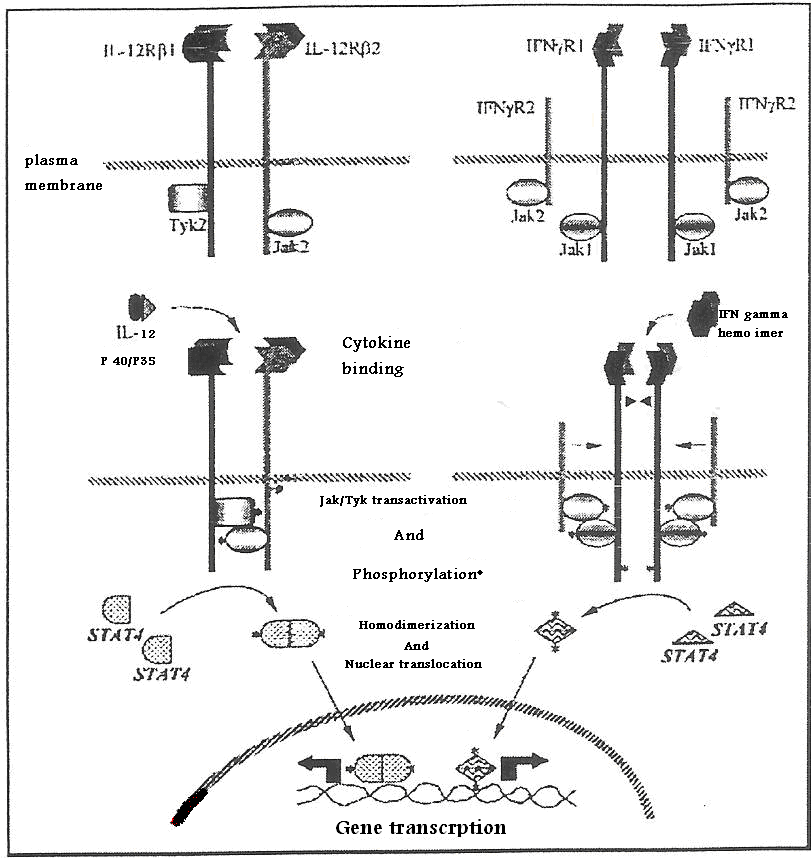 IL-12Rβ1
IL-12Rβ2
IFNγR1
IFNγR1
IFNγR2
IFNγR2
plasma
membrane
Tyk2
Jak2
Jak2
Jak1
Jak1
Jak2
IL-12
P 40/P35
Cytokine
binding
IFN gamma
hemo imer
Jak/Tyk transactivation
And
Phosphorylation*
STAT4
STAT4
Homodimerization
And
Nuclear translocation
STAT4
STAT4
Gene transcrption